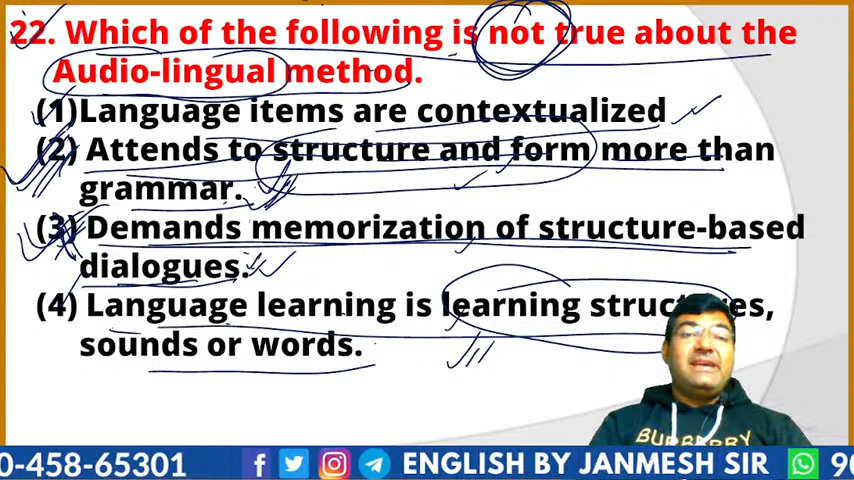 22. Which of the following is not true about the
Audio-lingual method.
(1)Language items are contextualized
(2) Attends to structure and form more than
grammar.
(3) Demands memorization of structure-based
dialogues.
(4) Language learning is learning structures,
sounds or words.
BURBERRY
0-458-65301 ENGLISH BY JANMESH SIR 90